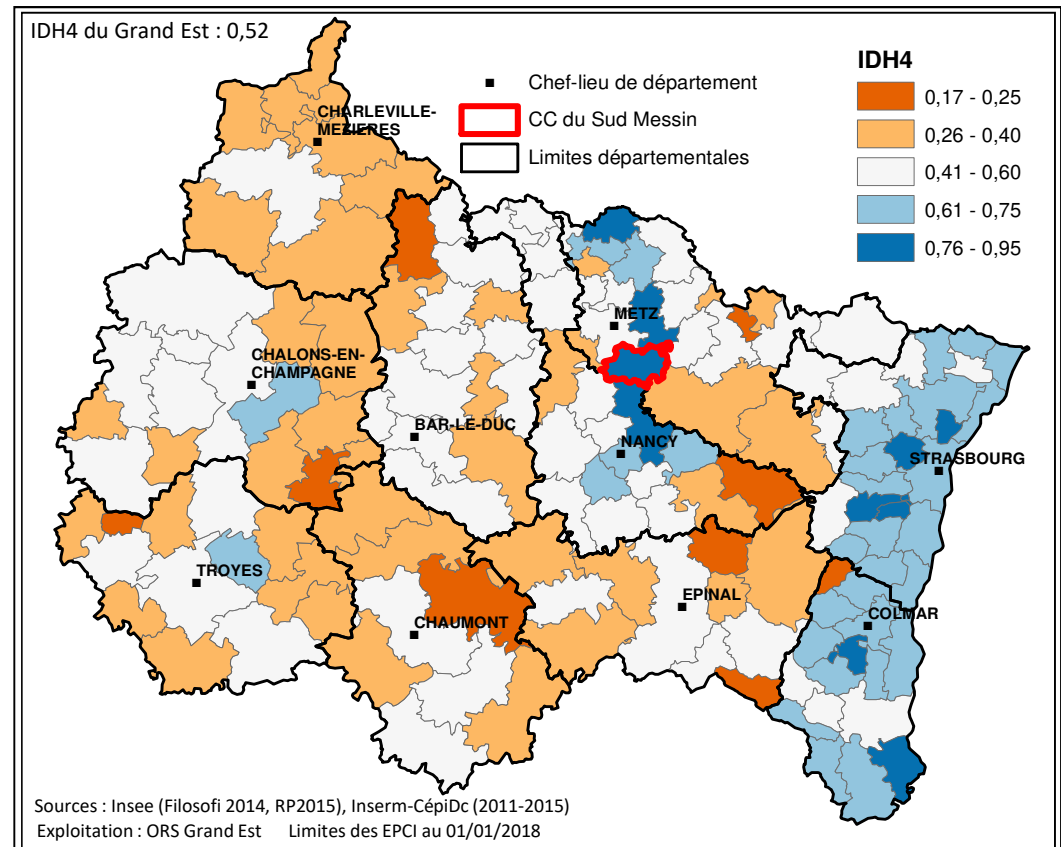 IDH4 du Grand Est : 0,52
IDH4
Chef-lieu de département
CC du Sud Messin
Limites départementales
0,17 - 0,25
0,26 - 0,40
0,41 - 0,60
0,61 - 0,75
0,76 - 0,95
CHARLEVILLE-
MEZIERES
METZ
CHALONS-EN-
CHAMPAGNE
BAR-LE-DUC
NANCY
STRASBOURG
TROYES
EPINAL
CHAUMONT
COLMAR
Sources : Insee (Filosofi 2014, RP2015), Inserm-CépiDc (2011-2015)
Exploitation : ORS Grand Est Limites des EPCI au 01/01/2018